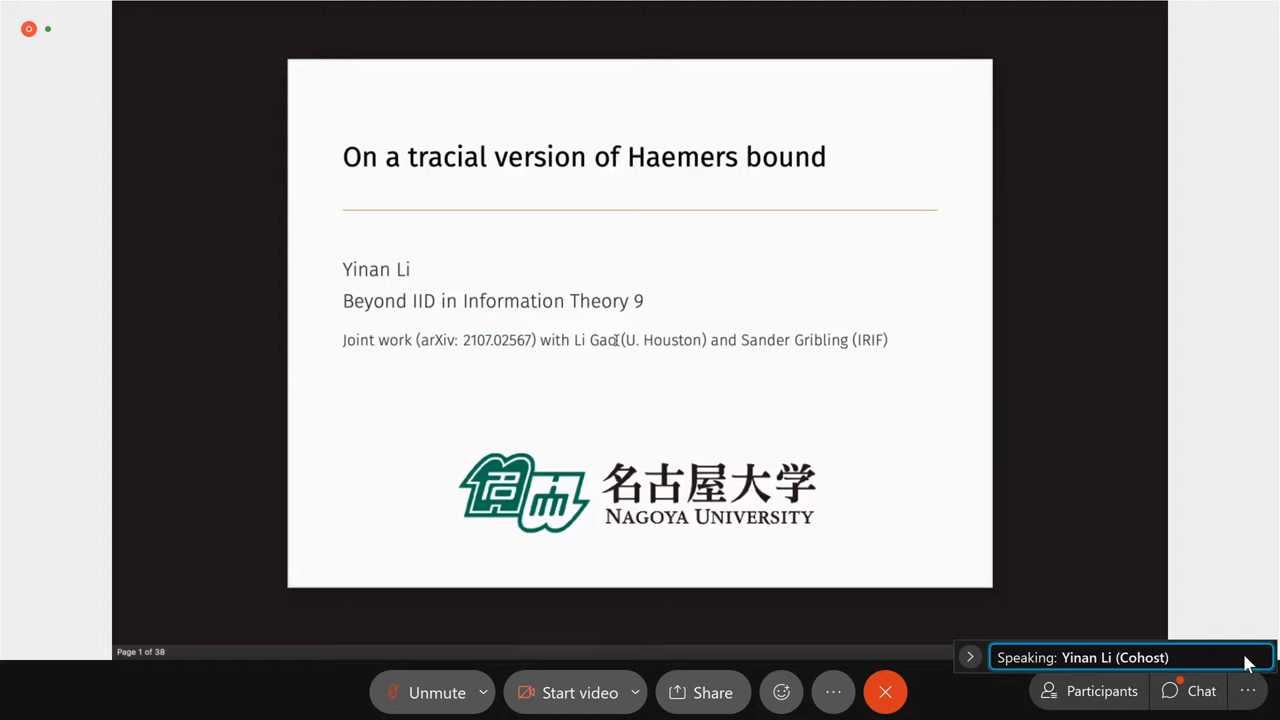 On a tracial version of Haemers bound
Yinan Li
Beyond IID in Information Theory 9
Joint work (arXiv: 2107.02567) with Li Gao (U. Houston) and Sander Gribling (IRIF)
名古屋大学
NAGOYA UNIVERSITY
Page 1 of 38
Speaking: Yinan Li (Cohost)
Unmute
Start video
Share
Participants
Chat